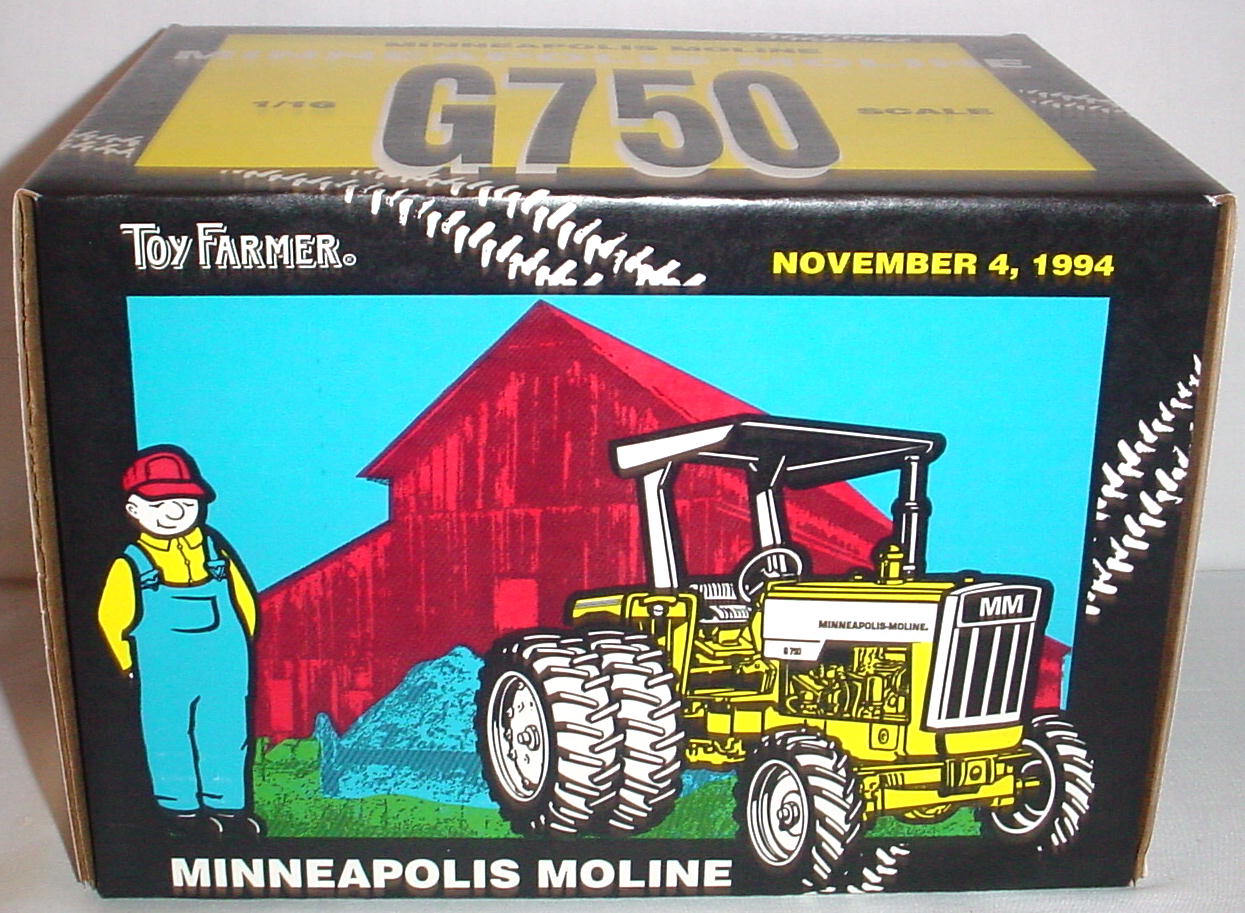 MINNEAPOLIS MOLINE
MINNEAPOLIS MOLINE
1/16 G750 SCALE
TOY FARMER®
NOVEMBER 4, 1994
MM
MINNEAPOLIS-MOLINE.
G 750
MINNEAPOLIS MOLINE